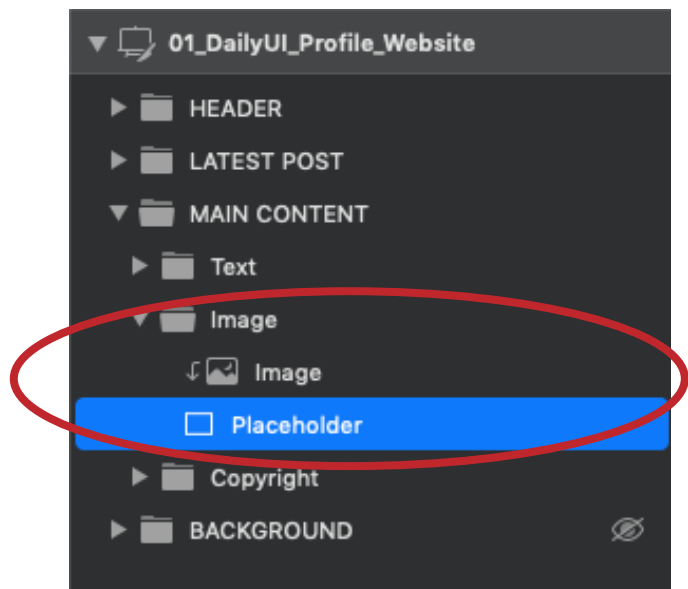 01_DailyUI_Profile_Website
HEADER
LATEST POST
MAIN CONTENT
Text
Image
Image
Placeholder
Copyright
BACKGROUND